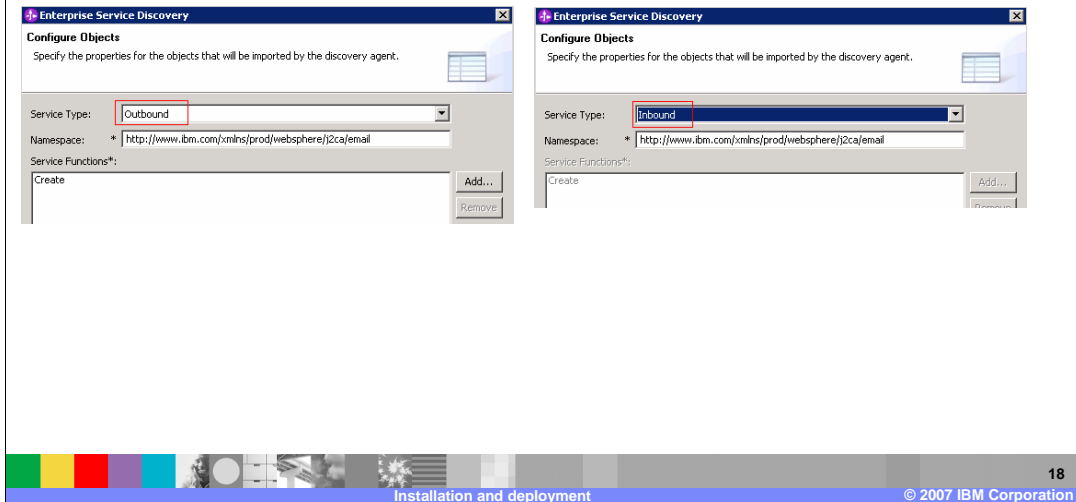 Enterprise Service Discovery
Configure Objects
Specify the properties for the objects that will be imported by the discovery agent.
Service Type: Outbound
Namespace: * http://www.ibm.com/xmlns/prod/websphere/j2ca/email
Service Functions*:
Create
Add...
Remove
Enterprise Service Discovery
Configure Objects
Specify the properties for the objects that will be imported by the discovery agent.
Service Type: Inbound
Namespace: * http://www.ibm.com/xmlns/prod/websphere/j2ca/email
Service Functions*:
Create
Add...
Remove
18
Installation and deployment
© 2007 IBM Corporation